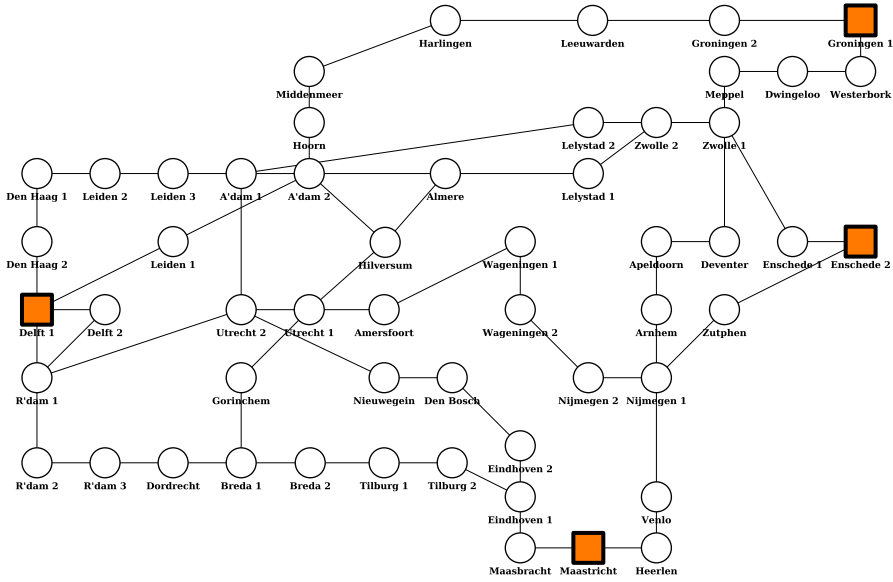 Harlingen
Leeuwarden
Groningen 2
Groningen 1
Middenmeer
Meppel
Dwingeloo
Westerbork
Hoorn
Lelystad 2
Zwolle 2
Zwolle 1
Den Haag 1
Leiden 2
Leiden 3
A'dam 1
A'dam 2
Almere
Lelystad 1
Den Haag 2
Leiden 1
Hilversum
Wageningen 1
Apeldoorn
Deventer
Enschede 1
Enschede 2
Delft 1
Delft 2
Utrecht 2
Utrecht 1
Amersfoort
Wageningen 2
Arnhem
Zutphen
R'dam 1
Gorinchem
Nieuwegein
Den Bosch
Nijmegen 2
Nijmegen 1
Eindhoven 2
R'dam 2
R'dam 3
Dordrecht
Breda 1
Breda 2
Tilburg 1
Tilburg 2
Eindhoven 1
Venlo
Maasbracht
Maastricht
Heerlen